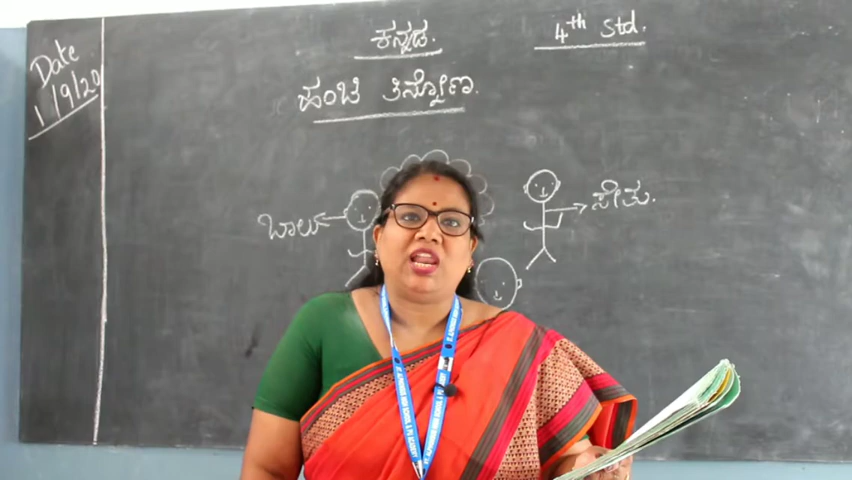 Date
1/9/20
ಕನ್ನಡ.
4th Std.
ಹಂಚಿ ತಿನ್ನೋಣ.
ಬಾಲು
ಸೇತು.